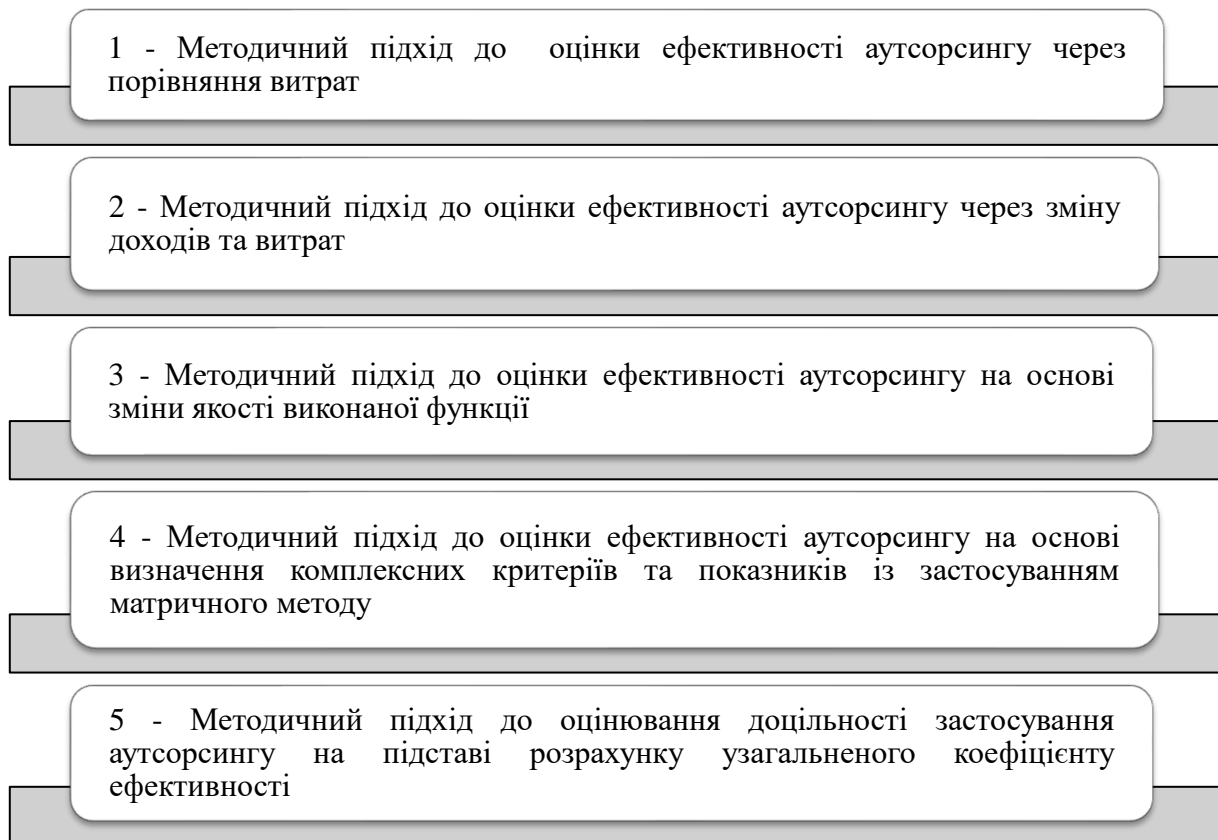 1 - Методичний підхід до оцінки ефективності аутсорсингу через
порівняння витрат
2 - Методичний підхід до оцінки ефективності аутсорсингу через зміну
доходів та витрат
3 - Методичний підхід до оцінки ефективності аутсорсингу на основі
зміни якості виконаної функції
4 - Методичний підхід до оцінки ефективності аутсорсингу на основі
визначення комплексних критеріїв та показників із застосуванням
матричного методу
5 - Методичний підхід до оцінювання доцільності застосування
аутсорсингу на підставі розрахунку узагальненого коефіцієнту
ефективності